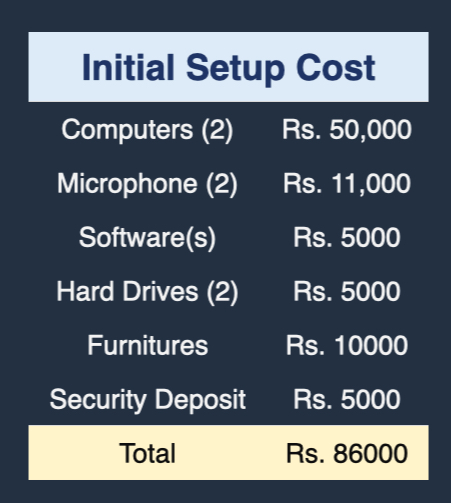 Initial Setup Cost
Computers (2) Rs. 50,000
Microphone (2) Rs. 11,000
Software(s) Rs. 5000
Hard Drives (2) Rs. 5000
Furnitures Rs. 10000
Security Deposit Rs. 5000
Total Rs. 86000